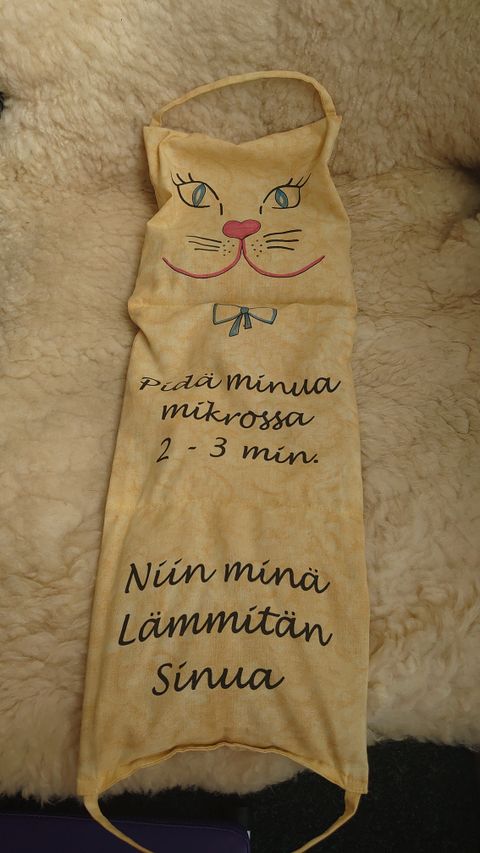 Pidä minua
mikrossa
2 - 3 min.
Niin minä
Lämmitän
Sinua